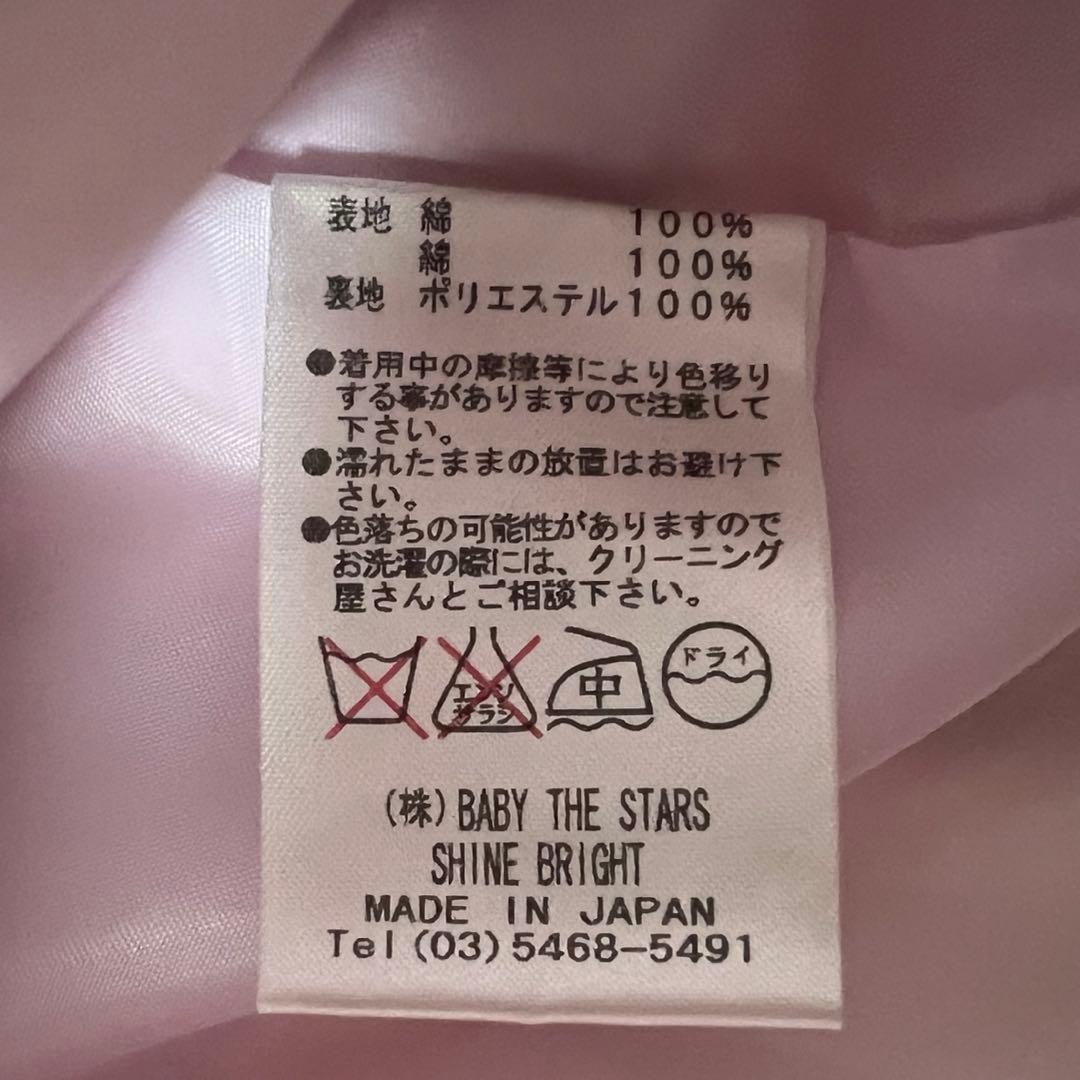 表地 綿 100%
綿 100%
裏地 ポリエステル100%
●着用中の摩擦等により色移り
する事がありますので注意して
下さい。
●濡れたままの放置はお避け下
さい。
●色落ちの可能性がありますので
お洗濯の際には、クリーニング
屋さんとご相談下さい。
エンソ
サラシ
中
ドライ
(株)BABY THE STARS
SHINE BRIGHT
MADE IN JAPAN
Tel(03)5468-5491